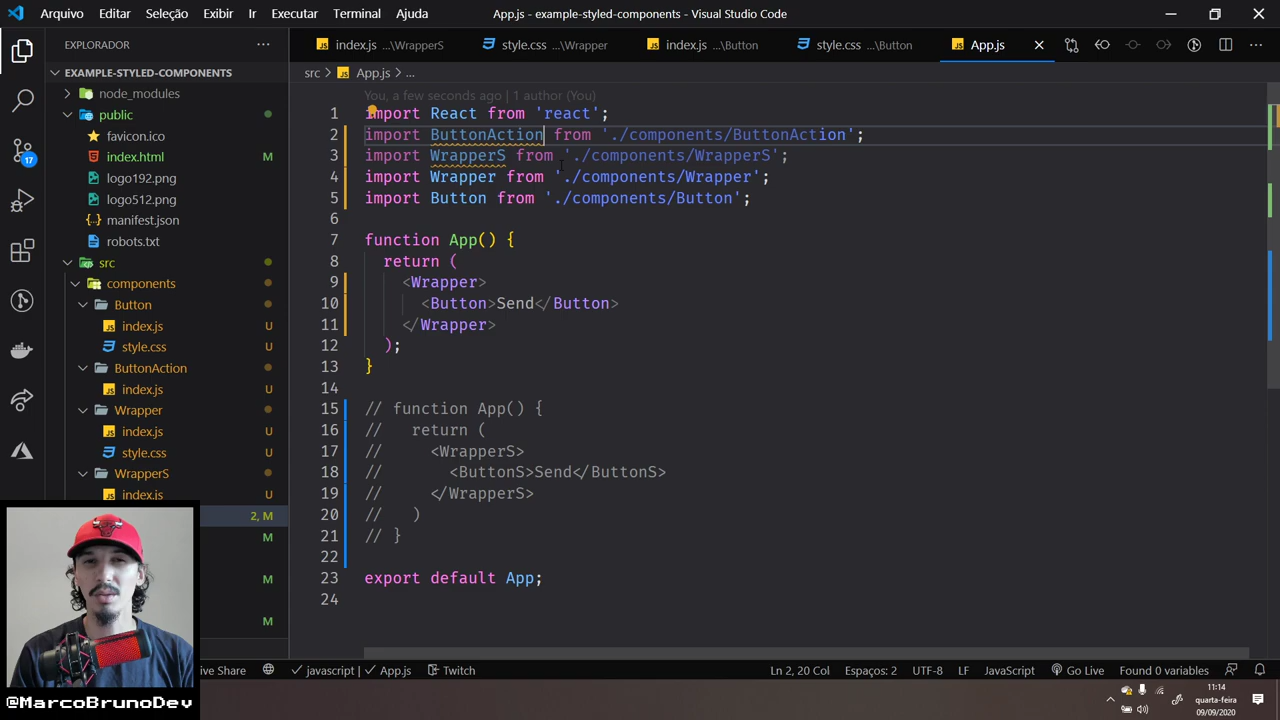 Arquivo Editar Seleção Exibir Ir Executar Terminal Ajuda App.js - example-styled-components - Visual Studio Code
EXPLORADOR
index.js ...\WrapperS style.css ...\Wrapper index.js ...\Button style.css ...\Button App.js
EXAMPLE-STYLED-COMPONENTS
src > App.js > ...
node_modules
public
favicon.ico
index.html M
logo192.png
logo512.png
manifest.json
robots.txt
src
components
Button
index.js U
style.css U
ButtonAction
index.js U
Wrapper
index.js U
style.css U
WrapperS
index.js U
2, M
M
M
M
17
You, a few seconds ago | 1 author (You)
1 import React from 'react';
2 import ButtonAction from './components/ButtonAction';
3 import WrapperS from './components/WrapperS';
4 import Wrapper from './components/Wrapper';
5 import Button from './components/Button';
6
7 function App() {
8 return (
9 <Wrapper>
10 <Button>Send</Button>
11 </Wrapper>
12 );
13 }
14
15 // function App() {
16 // return (
17 // <WrapperS>
18 // <ButtonS>Send</ButtonS>
19 // </WrapperS>
20 // )
21 // }
22
23 export default App;
24
ive Share javascript | App.js Twitch Ln 2, 20 Col Espaços: 2 UTF-8 LF JavaScript Go Live Found 0 variables
@MarcoBrunoDev
11:14
quarta-feira
09/09/2020